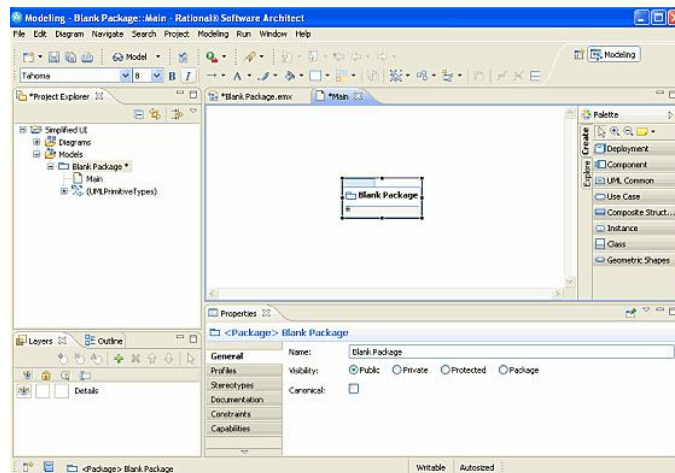 Modeling - Blank Package::Main - Rational® Software Architect
File Edit Diagram Navigate Search Project Modeling Run Window Help
Model
Modeling
Tahoma 8 B I
*Project Explorer
*Blank Package.emx *Main
Simplified UI
Diagrams
Models
Blank Package *
Main
(UMLPrimitiveTypes)
Blank Package
Palette
Create
Explore
Deployment
Component
UML Common
Use Case
Composite Struct...
Instance
Class
Geometric Shapes
Layers Outline
Details
Properties
<Package> Blank Package
General
Profiles
Stereotypes
Documentation
Constraints
Capabilities
Name: Blank Package
Visibility: Public Private Protected Package
Canonical:
<Package> Blank Package
Writable Autosized